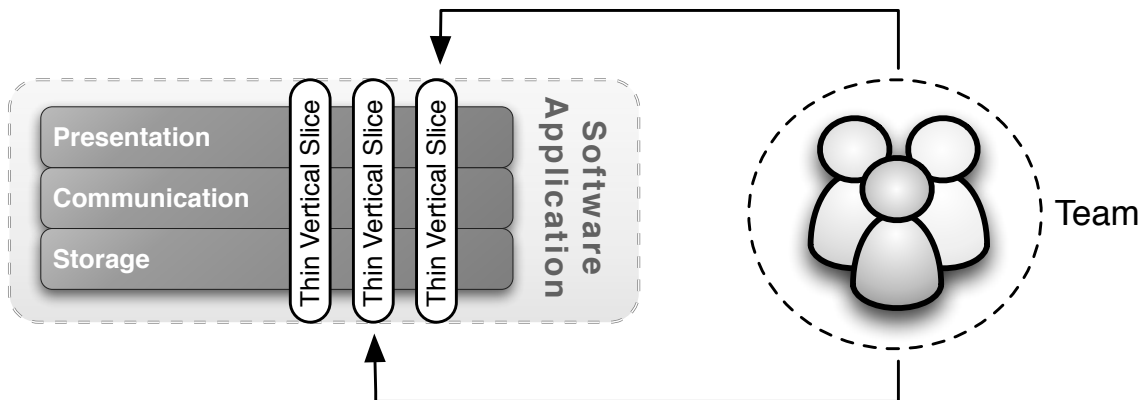 Presentation
Communication
Storage
Thin Vertical Slice
Thin Vertical Slice
Thin Vertical Slice
Software
Application
Team